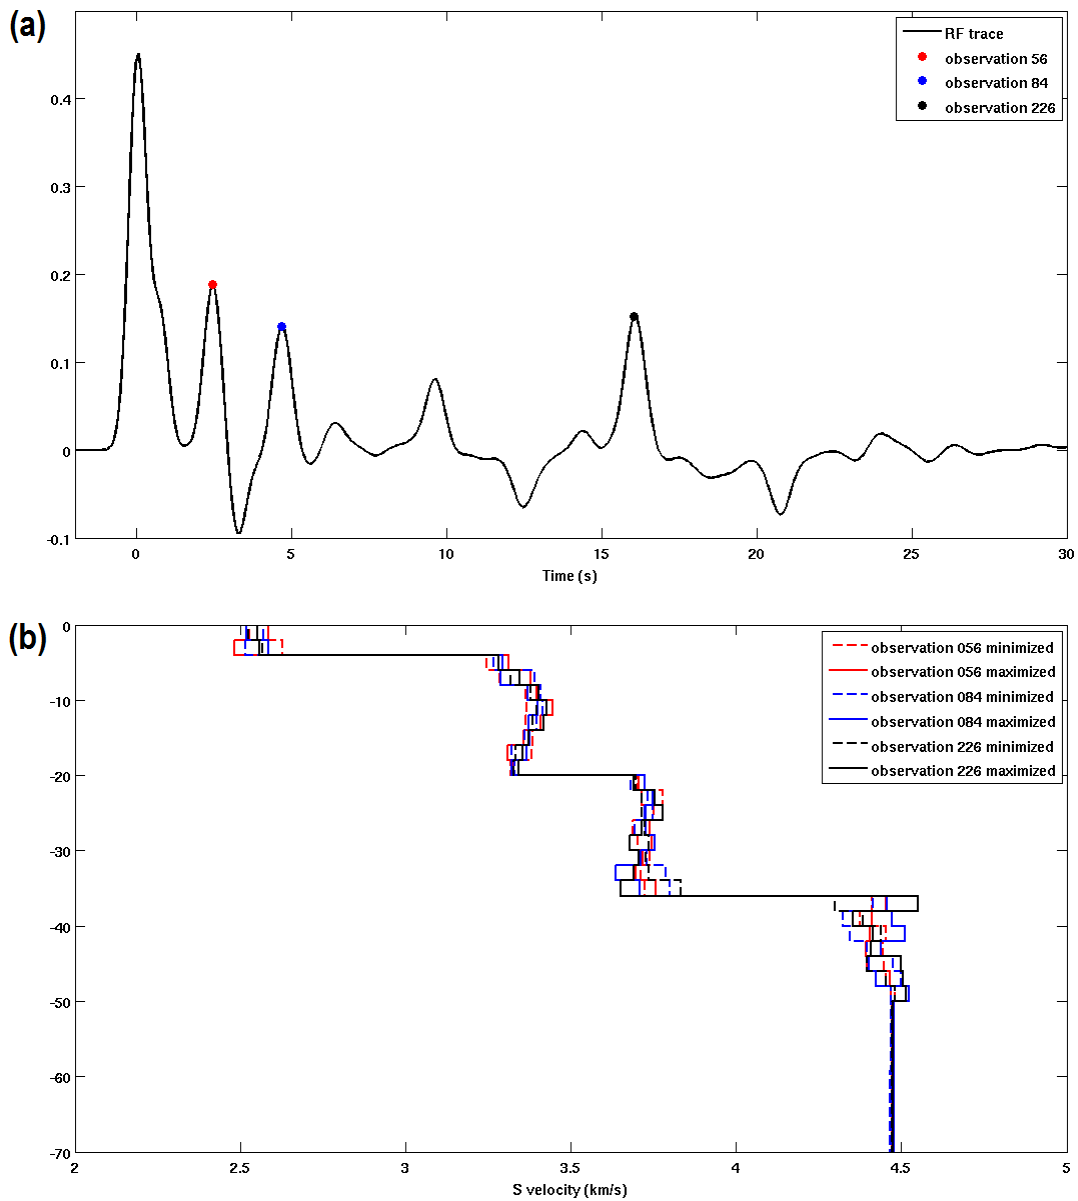 (a)
RF trace
observation 56
observation 84
observation 226
0.4
0.3
0.2
0.1
0
-0.1
0 5 10 15 20 25 30
Time (s)
(b)
observation 056 minimized
observation 056 maximized
observation 084 minimized
observation 084 maximized
observation 226 minimized
observation 226 maximized
0
-10
-20
-30
-40
-50
-60
-70
2 2.5 3 3.5 4 4.5 5
S velocity (km/s)